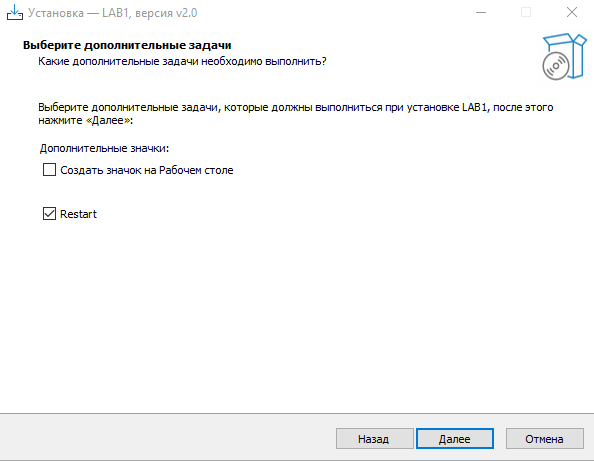 Установка — LAB1, версия v2.0
Выберите дополнительные задачи
Какие дополнительные задачи необходимо выполнить?
Выберите дополнительные задачи, которые должны выполниться при установке LAB1, после этого
нажмите «Далее»:
Дополнительные значки:
Создать значок на Рабочем столе
Restart
Назад
Далее
Отмена